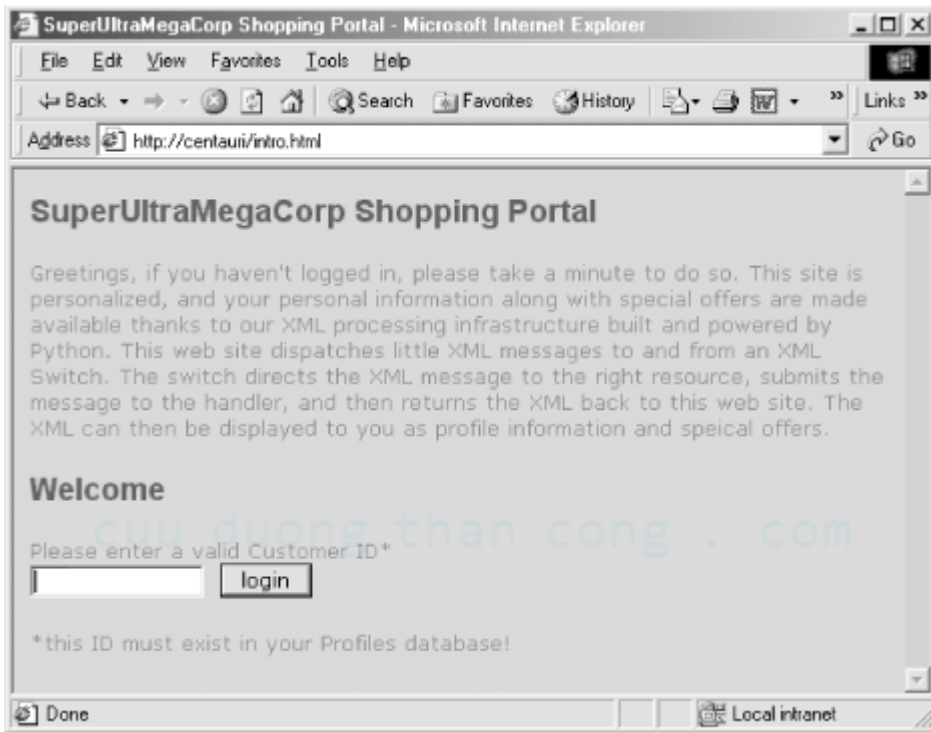 SuperUltraMegaCorp Shopping Portal - Microsoft Internet Explorer
File Edit View Favorites Tools Help
Back Search Favorites History » Links »
Address http://centauri/intro.html Go
SuperUltraMegaCorp Shopping Portal
Greetings, if you haven't logged in, please take a minute to do so. This site is
personalized, and your personal information along with special offers are made
available thanks to our XML processing infrastructure built and powered by
Python. This web site dispatches little XML messages to and from an XML
Switch. The switch directs the XML message to the right resource, submits the
message to the handler, and then returns the XML back to this web site. The
XML can then be displayed to you as profile information and speical offers.
Welcome
cuu duong than cong . com
Please enter a valid Customer ID*
login
*this ID must exist in your Profiles database!
Done Local intranet